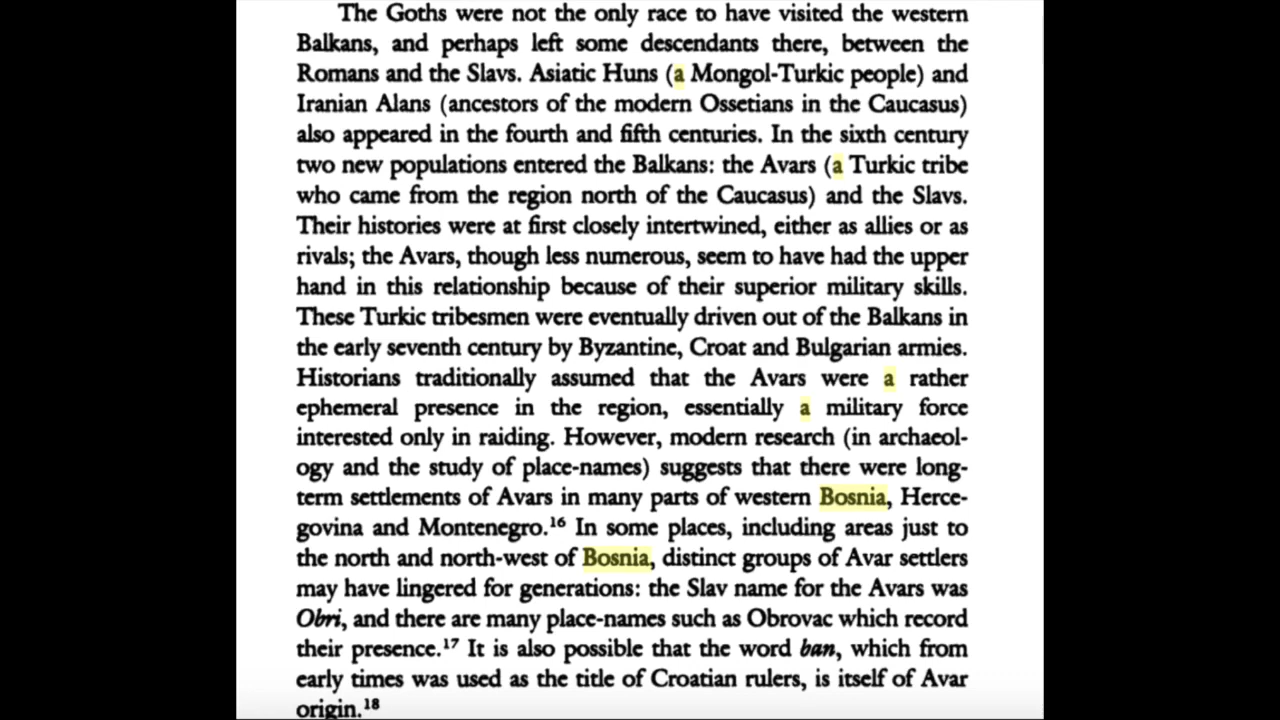 The Goths were not the only race to have visited the western
Balkans, and perhaps left some descendants there, between the
Romans and the Slavs. Asiatic Huns (a Mongol-Turkic people) and
Iranian Alans (ancestors of the modern Ossetians in the Caucasus)
also appeared in the fourth and fifth centuries. In the sixth century
two new populations entered the Balkans: the Avars (a Turkic tribe
who came from the region north of the Caucasus) and the Slavs.
Their histories were at first closely intertwined, either as allies or as
rivals; the Avars, though less numerous, seem to have had the upper
hand in this relationship because of their superior military skills.
These Turkic tribesmen were eventually driven out of the Balkans in
the early seventh century by Byzantine, Croat and Bulgarian armies.
Historians traditionally assumed that the Avars were a rather
ephemeral presence in the region, essentially a military force
interested only in raiding. However, modern research (in archaeol-
ogy and the study of place-names) suggests that there were long-
term settlements of Avars in many parts of western Bosnia, Herce-
govina and Montenegro.¹⁶ In some places, including areas just to
the north and north-west of Bosnia, distinct groups of Avar settlers
may have lingered for generations: the Slav name for the Avars was
Obri, and there are many place-names such as Obrovac which record
their presence.¹⁷ It is also possible that the word ban, which from
early times was used as the title of Croatian rulers, is itself of Avar
origin.¹⁸